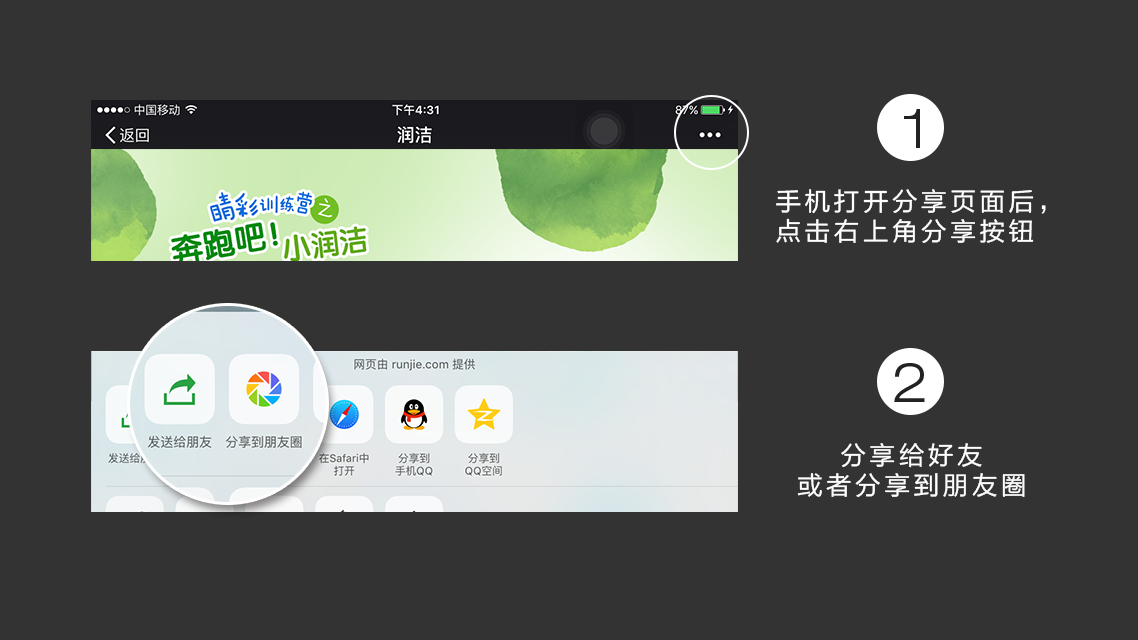 中国移动
下午4:31
87%
返回
润洁
睛彩训练营之
奔跑吧!小润洁
1
手机打开分享页面后，
点击右上角分享按钮
网页由 runjie.com 提供
发送给朋友
分享到朋友圈
发送给
在Safari中
打开
分享到
手机QQ
分享到
QQ空间
2
分享给好友
或者分享到朋友圈